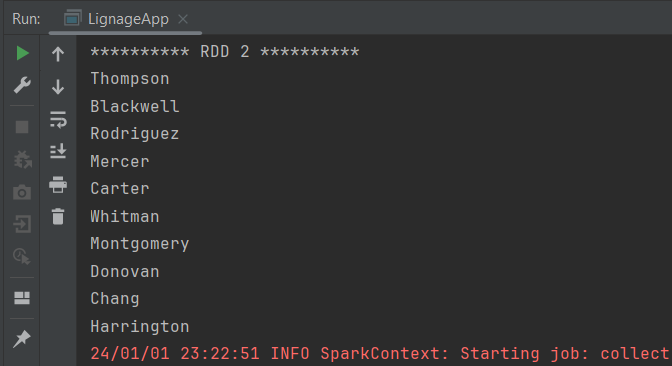 Run: LignageApp
********** RDD 2 **********
Thompson
Blackwell
Rodriguez
Mercer
Carter
Whitman
Montgomery
Donovan
Chang
Harrington
24/01/01 23:22:51 INFO SparkContext: Starting job: collect